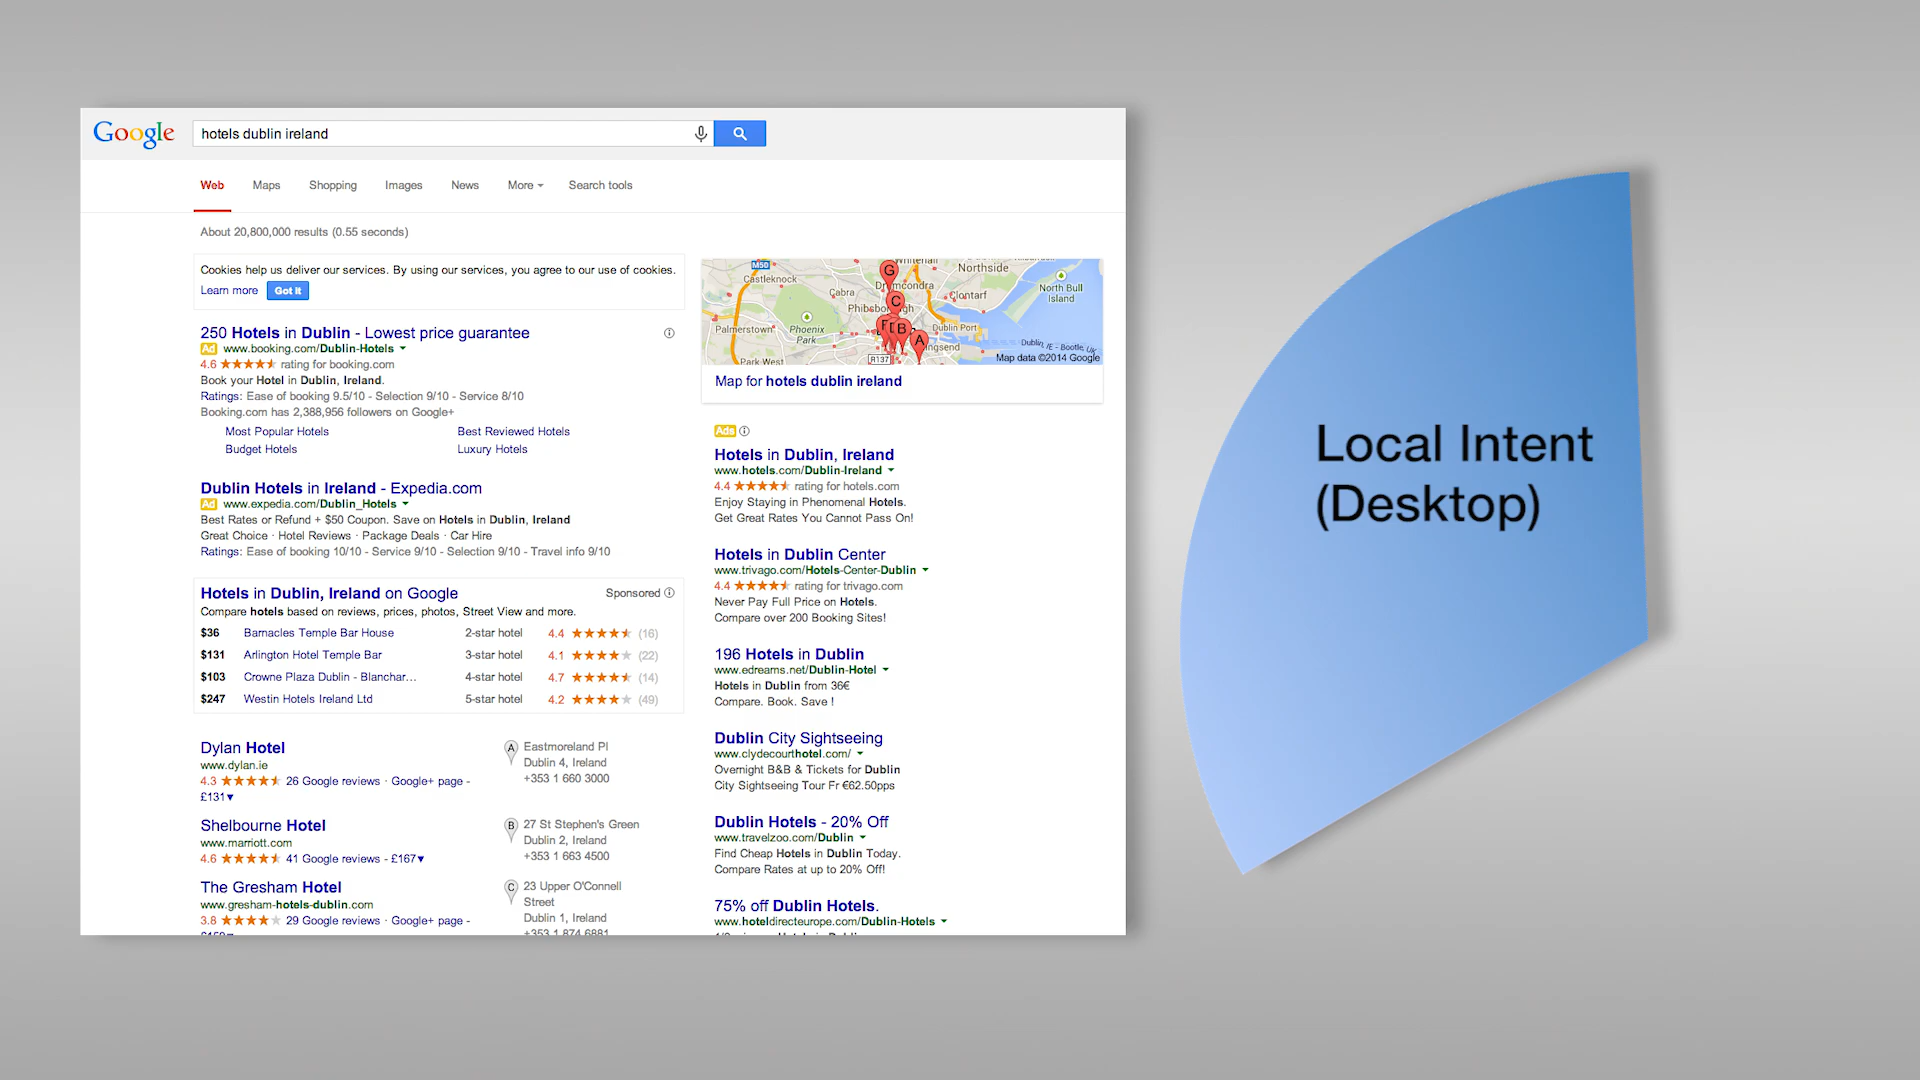 Google
hotels dublin ireland
Web Maps Shopping Images News More Search tools
About 20,800,000 results (0.55 seconds)
Cookies help us deliver our services. By using our services, you agree to our use of cookies.
Learn more Got it
250 Hotels in Dublin - Lowest price guarantee
Ad www.booking.com/Dublin-Hotels
4.6 rating for booking.com
Book your Hotel in Dublin, Ireland.
Ratings: Ease of booking 9.5/10 - Selection 9/10 - Service 8/10
Booking.com has 2,388,956 followers on Google+
Most Popular Hotels Best Reviewed Hotels
Budget Hotels Luxury Hotels
Dublin Hotels in Ireland - Expedia.com
Ad www.expedia.com/Dublin_Hotels
Best Rates or Refund + $50 Coupon. Save on Hotels in Dublin, Ireland
Great Choice · Hotel Reviews · Package Deals · Car Hire
Ratings: Ease of booking 10/10 - Service 9/10 - Selection 9/10 - Travel info 9/10
Hotels in Dublin, Ireland on Google Sponsored
Compare hotels based on reviews, prices, photos, Street View and more.
$36 Barnacles Temple Bar House 2-star hotel 4.4 (16)
$131 Arlington Hotel Temple Bar 3-star hotel 4.1 (22)
$103 Crowne Plaza Dublin - Blanchar... 4-star hotel 4.7 (14)
$247 Westin Hotels Ireland Ltd 5-star hotel 4.2 (49)
Dylan Hotel
www.dylan.ie
4.3 26 Google reviews · Google+ page -
£131
A Eastmoreland Pl
Dublin 4, Ireland
+353 1 660 3000
Shelbourne Hotel
www.marriott.com
4.6 41 Google reviews - £167
B 27 St Stephen's Green
Dublin 2, Ireland
+353 1 663 4500
The Gresham Hotel
www.gresham-hotels-dublin.com
3.8 29 Google reviews · Google+ page -
C 23 Upper O'Connell
Street
Dublin 1, Ireland
+353 1 874 6881
M50
Castleknock
Northside
G
Drumcondra
North Bull
Island
Cabra
C
Clontarf
Phibsborough
Palmerstown
Phoenix
Park
B
Dublin Port
A
Park West
R137
Map data ©2014 Google
Map for hotels dublin ireland
Ads
Hotels in Dublin, Ireland
www.hotels.com/Dublin-Ireland
4.4 rating for hotels.com
Enjoy Staying in Phenomenal Hotels.
Get Great Rates You Cannot Pass On!
Hotels in Dublin Center
www.trivago.com/Hotels-Center-Dublin
4.4 rating for trivago.com
Never Pay Full Price on Hotels.
Compare over 200 Booking Sites!
196 Hotels in Dublin
www.edreams.net/Dublin-Hotel
Hotels in Dublin from 36€
Compare. Book. Save !
Dublin City Sightseeing
www.clydecourthotel.com/
Overnight B&B & Tickets for Dublin
City Sightseeing Tour Fr €62.50pps
Dublin Hotels - 20% Off
www.travelzoo.com/Dublin
Find Cheap Hotels in Dublin Today.
Compare Rates at up to 20% Off!
75% off Dublin Hotels.
www.hoteldirecteurope.com/Dublin-Hotels
Local Intent
(Desktop)